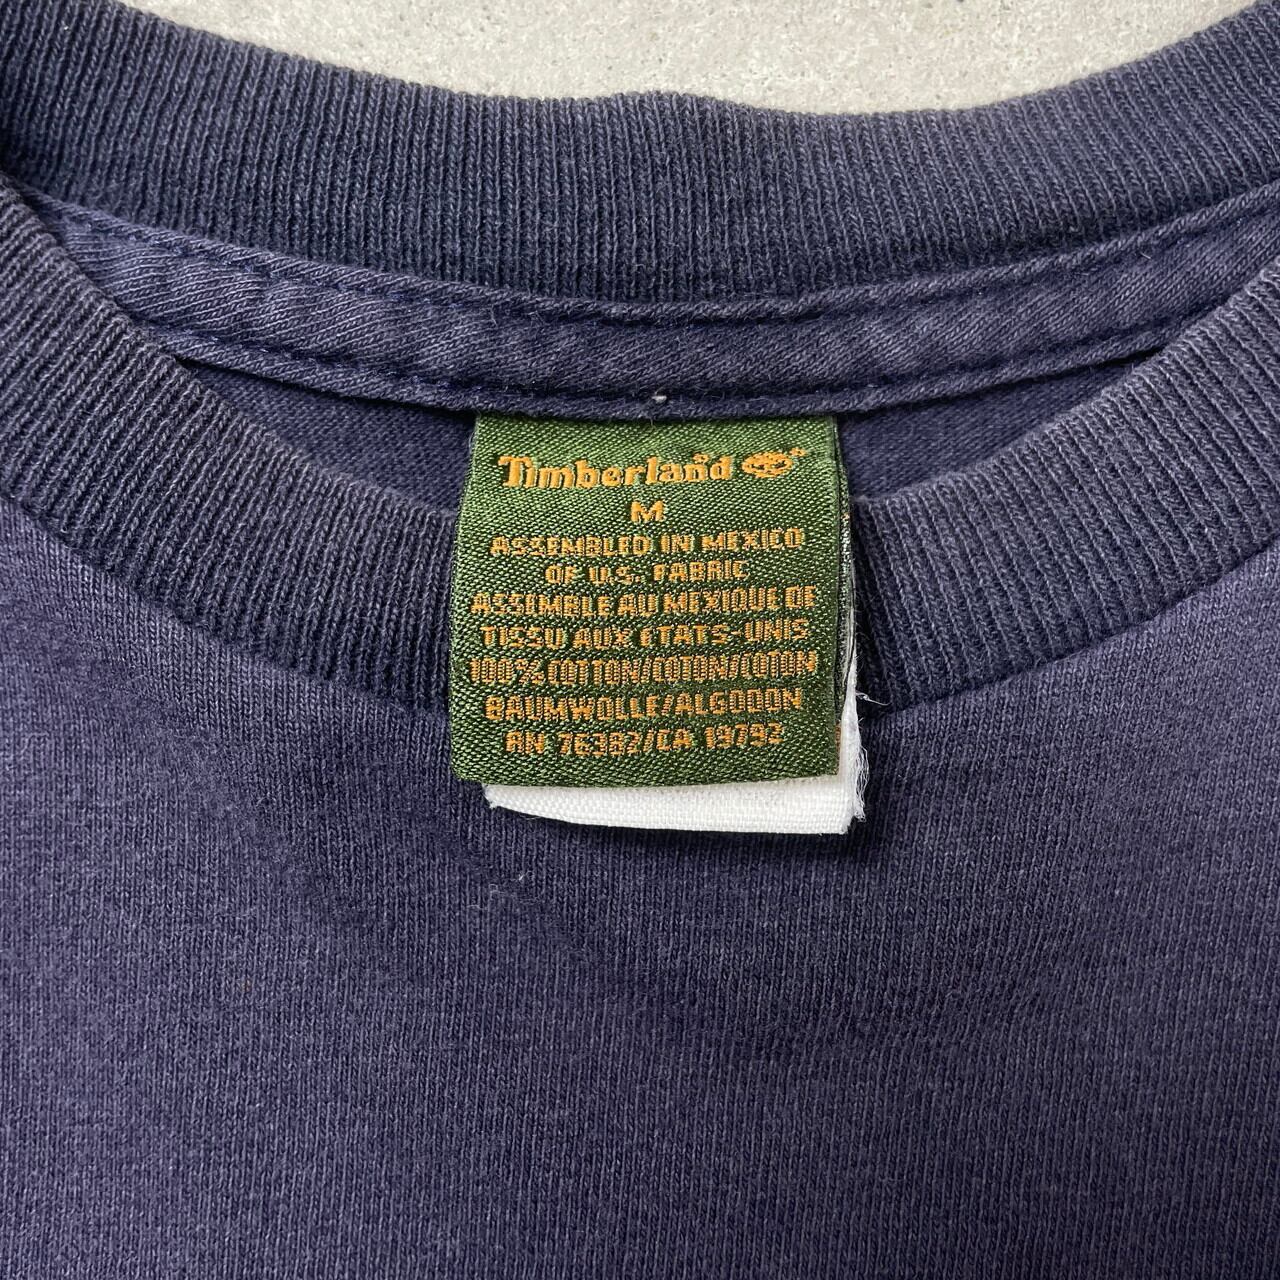 Timberland
M
ASSEMBLED IN MEXICO
OF U.S. FABRIC
ASSEMBLE AU MEXIQUE DE
TISSU AUX ETATS-UNIS
100% COTTON/COTON/COTON
BAUMWOLLE/ALGODON
RN 76382/CA 19792